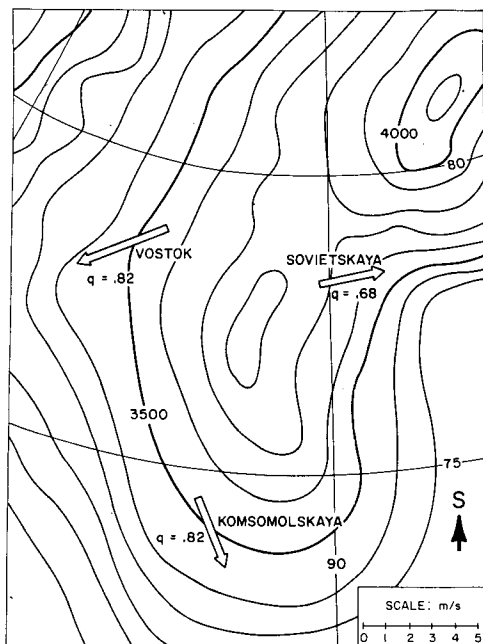 4000
80
VOSTOK
SOVIETSKAYA
q = .82
q = .68
3500
75
S
KOMSOMOLSKAYA
q = .82
90
SCALE: m/s
0 1 2 3 4 5